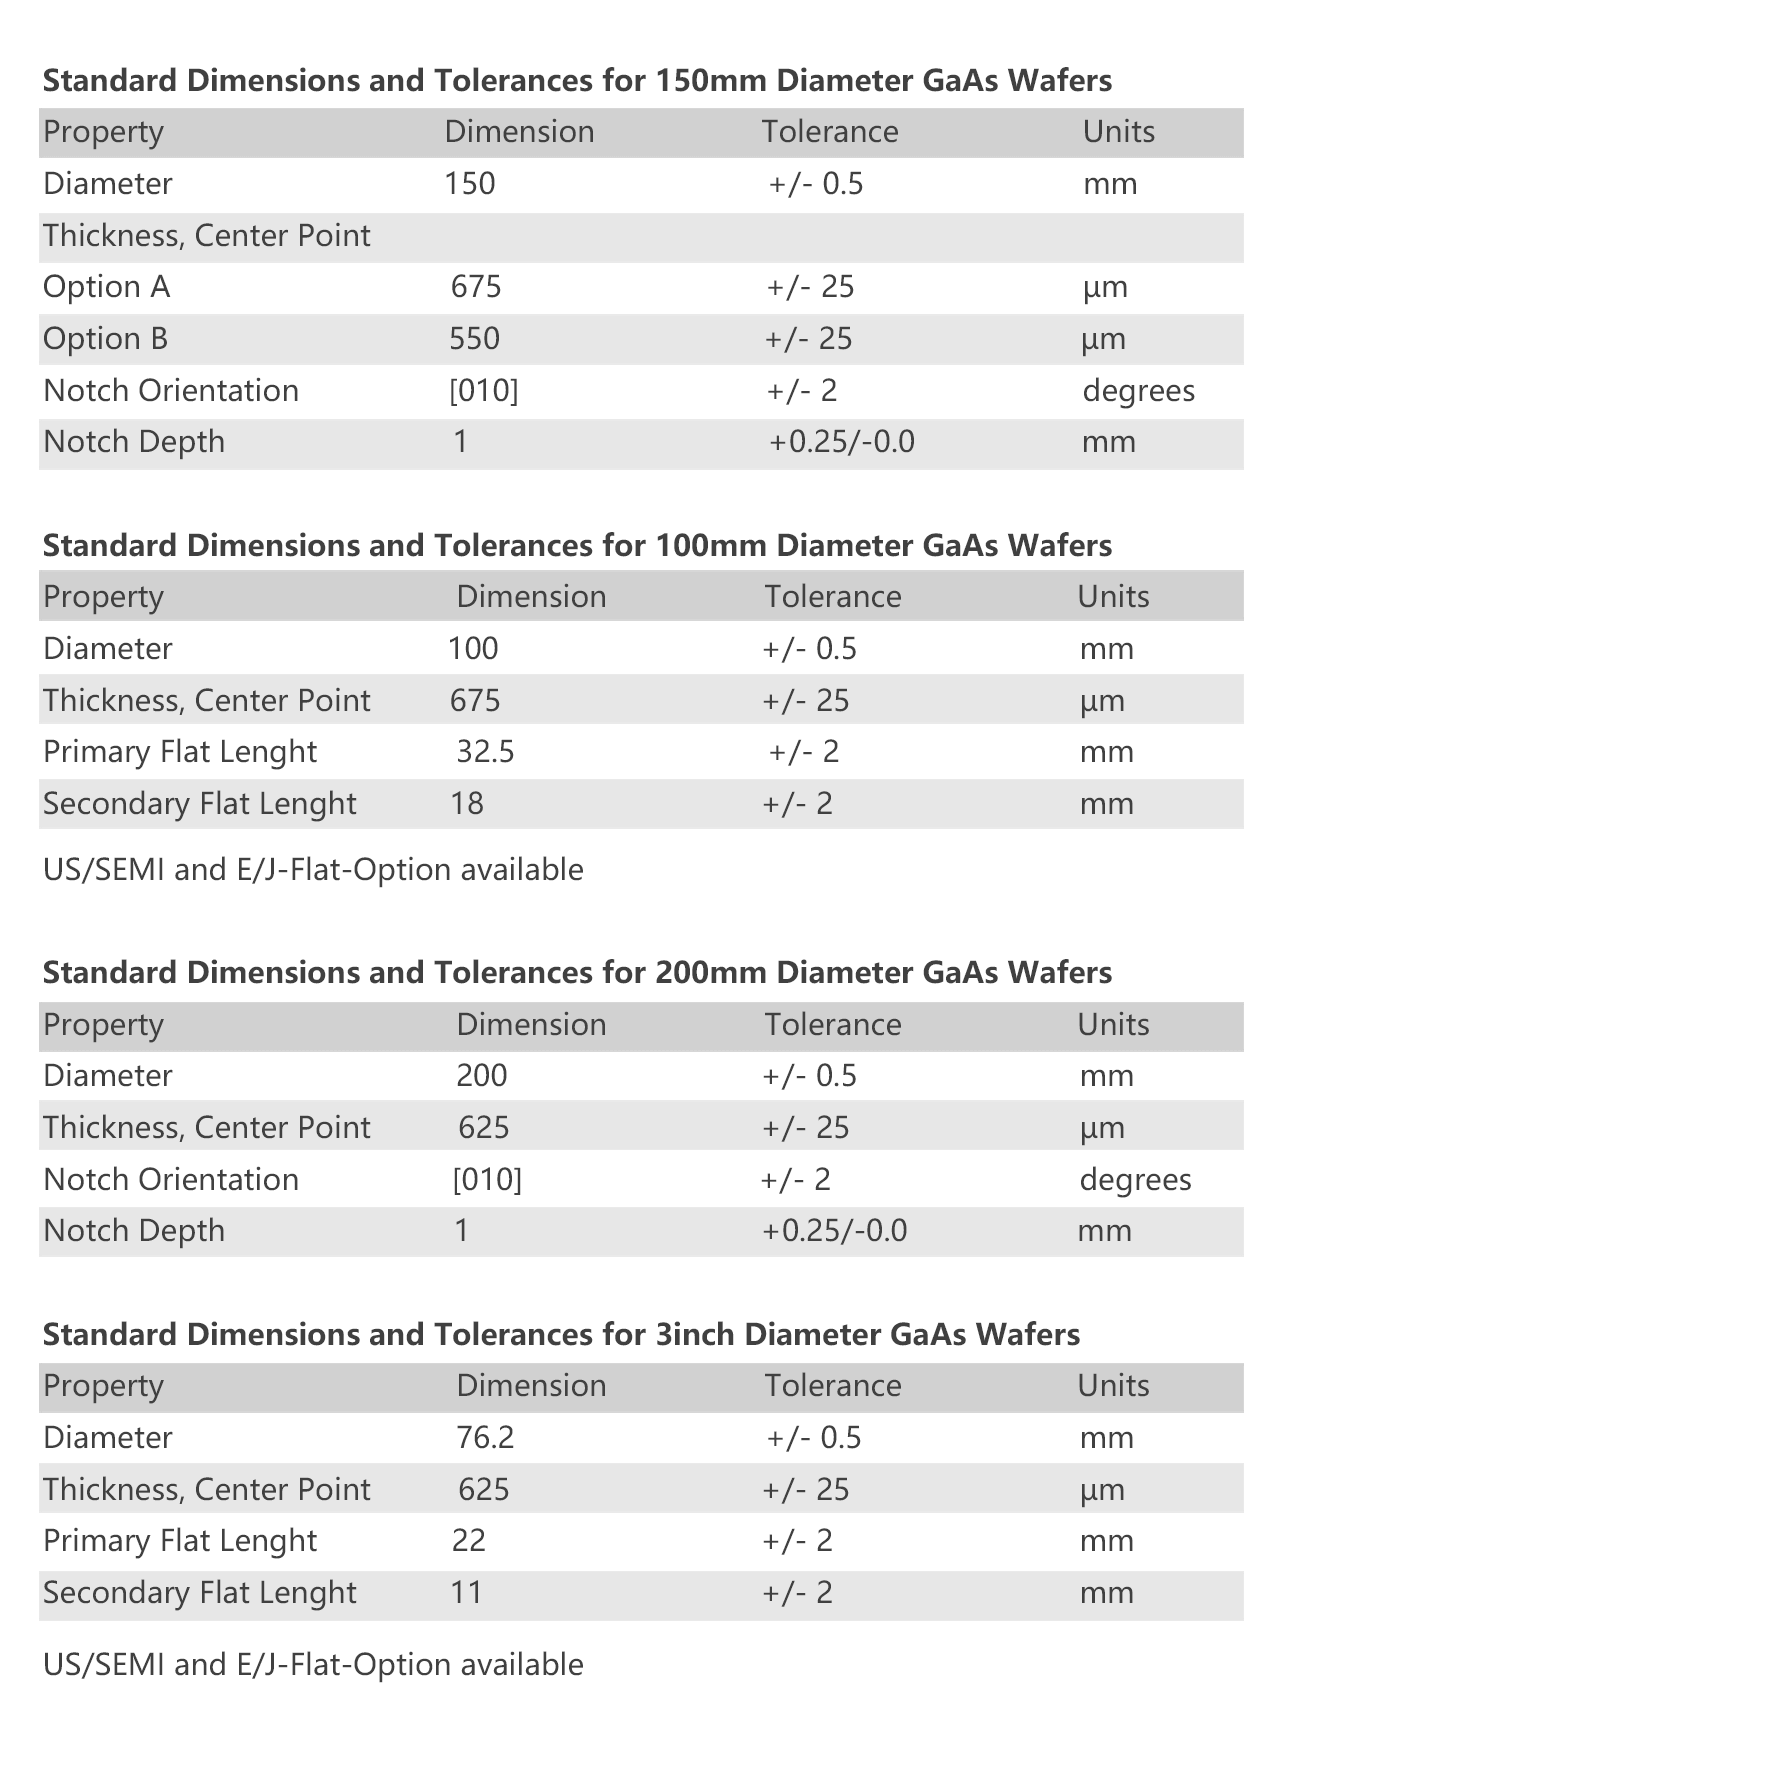 Standard Dimensions and Tolerances for 150mm Diameter GaAs Wafers
Property Dimension Tolerance Units
Diameter 150 +/- 0.5 mm
Thickness, Center Point
Option A 675 +/- 25 µm
Option B 550 +/- 25 µm
Notch Orientation [010] +/- 2 degrees
Notch Depth 1 +0.25/-0.0 mm
Standard Dimensions and Tolerances for 100mm Diameter GaAs Wafers
Property Dimension Tolerance Units
Diameter 100 +/- 0.5 mm
Thickness, Center Point 675 +/- 25 µm
Primary Flat Lenght 32.5 +/- 2 mm
Secondary Flat Lenght 18 +/- 2 mm
US/SEMI and E/J-Flat-Option available
Standard Dimensions and Tolerances for 200mm Diameter GaAs Wafers
Property Dimension Tolerance Units
Diameter 200 +/- 0.5 mm
Thickness, Center Point 625 +/- 25 µm
Notch Orientation [010] +/- 2 degrees
Notch Depth 1 +0.25/-0.0 mm
Standard Dimensions and Tolerances for 3inch Diameter GaAs Wafers
Property Dimension Tolerance Units
Diameter 76.2 +/- 0.5 mm
Thickness, Center Point 625 +/- 25 µm
Primary Flat Lenght 22 +/- 2 mm
Secondary Flat Lenght 11 +/- 2 mm
US/SEMI and E/J-Flat-Option available